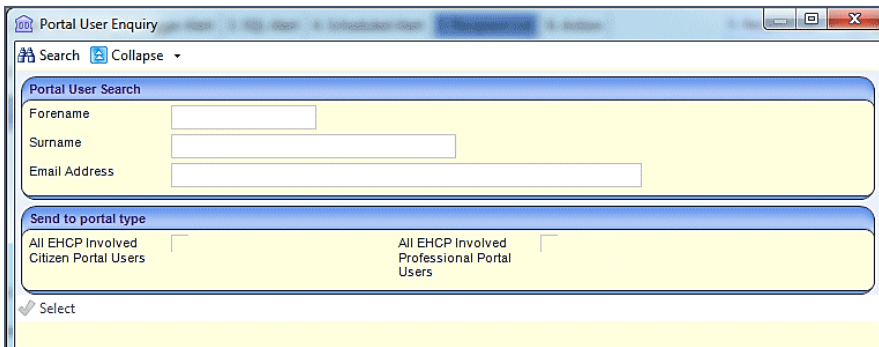 Portal User Enquiry
Search Collapse
Portal User Search
Forename
Surname
Email Address
Send to portal type
All EHCP Involved
Citizen Portal Users
All EHCP Involved
Professional Portal
Users
Select